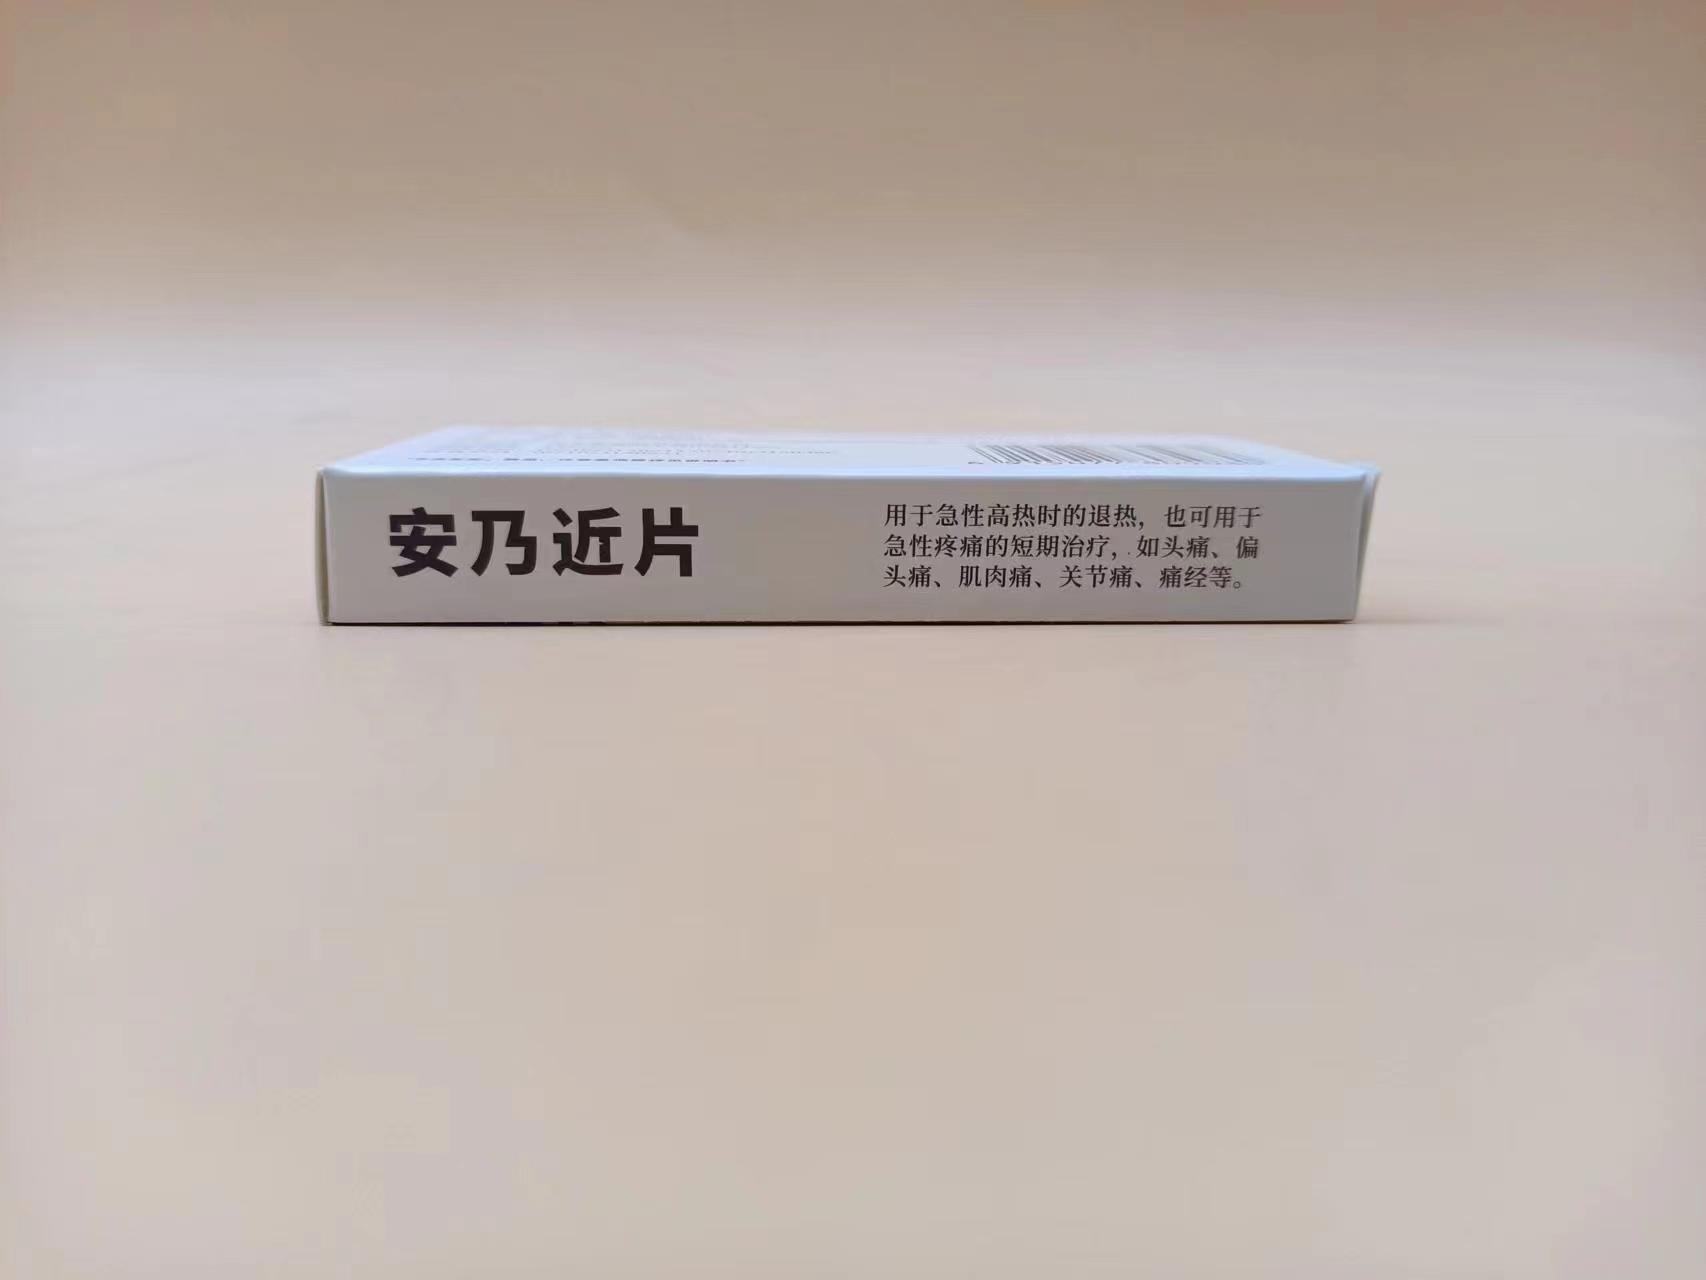 安乃近片
用于急性高热时的退热，也可用于
急性疼痛的短期治疗，如头痛、偏
头痛、肌肉痛、关节痛、痛经等。